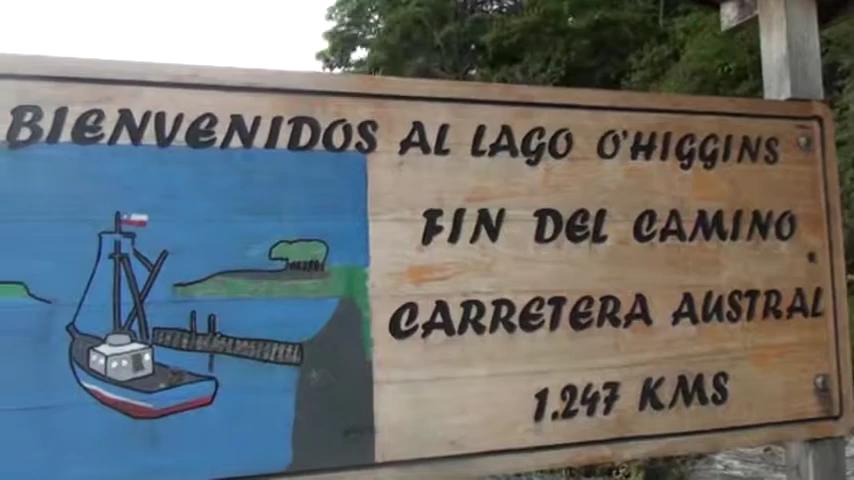 BIENVENIDOS AL LAGO O'HIGGINS
FIN DEL CAMINO
CARRETERA AUSTRAL
1.247 KMS